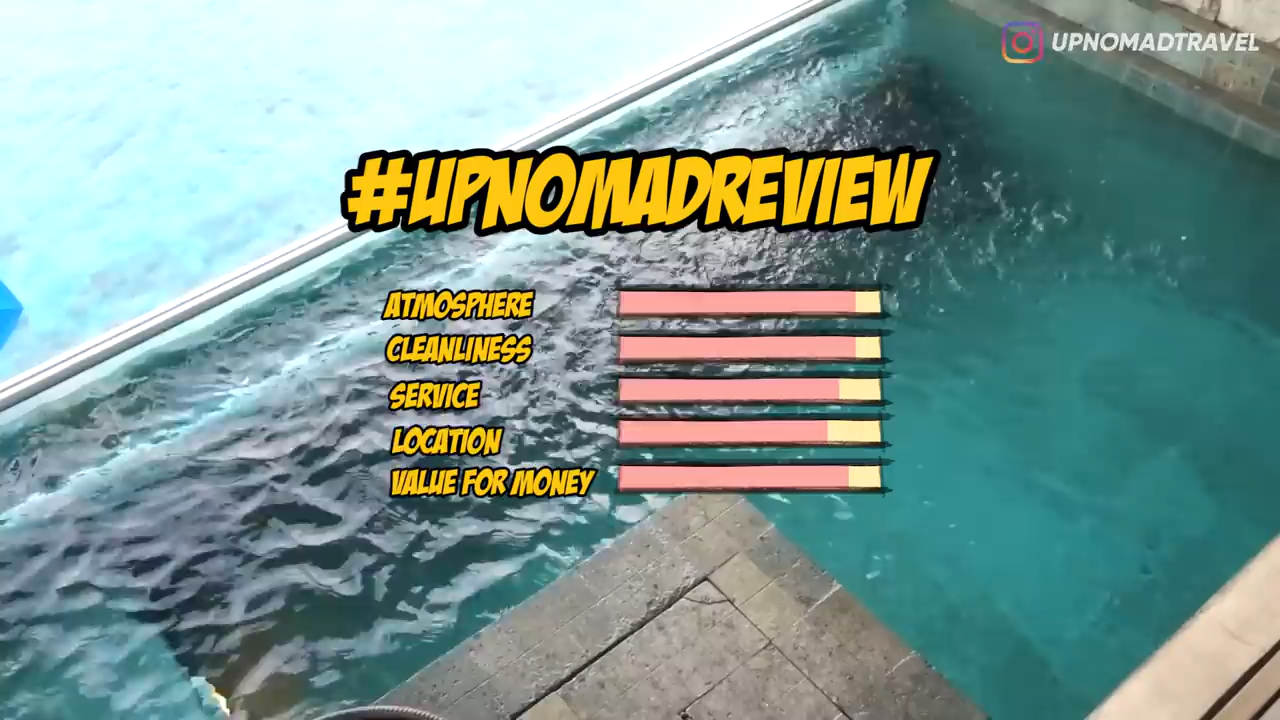 UPNOMADTRAVEL
#UPNOMADREVIEW
ATMOSPHERE
CLEANLINESS
SERVICE
LOCATION
VALUE FOR MONEY